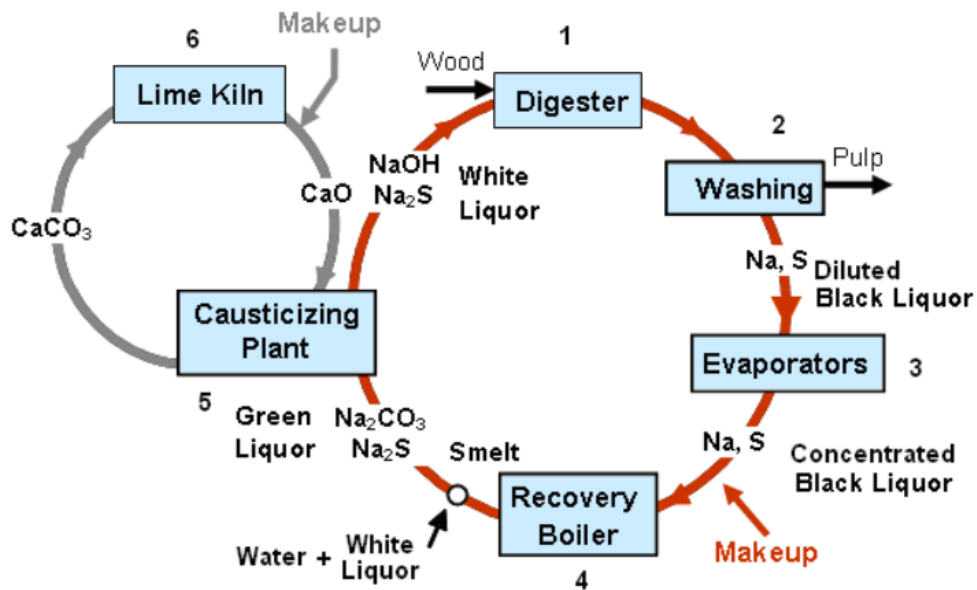 6
Makeup
1
Wood
Lime Kiln
Digester
2
Pulp
NaOH
Na₂S
White
Liquor
Washing
CaO
CaCO₃
Na, S
Diluted
Black Liquor
Causticizing
Plant
Evaporators
3
5
Green
Liquor
Na₂CO₃
Na₂S
Smelt
Na, S
Concentrated
Black Liquor
Recovery
Boiler
Water + White
Liquor
Makeup
4